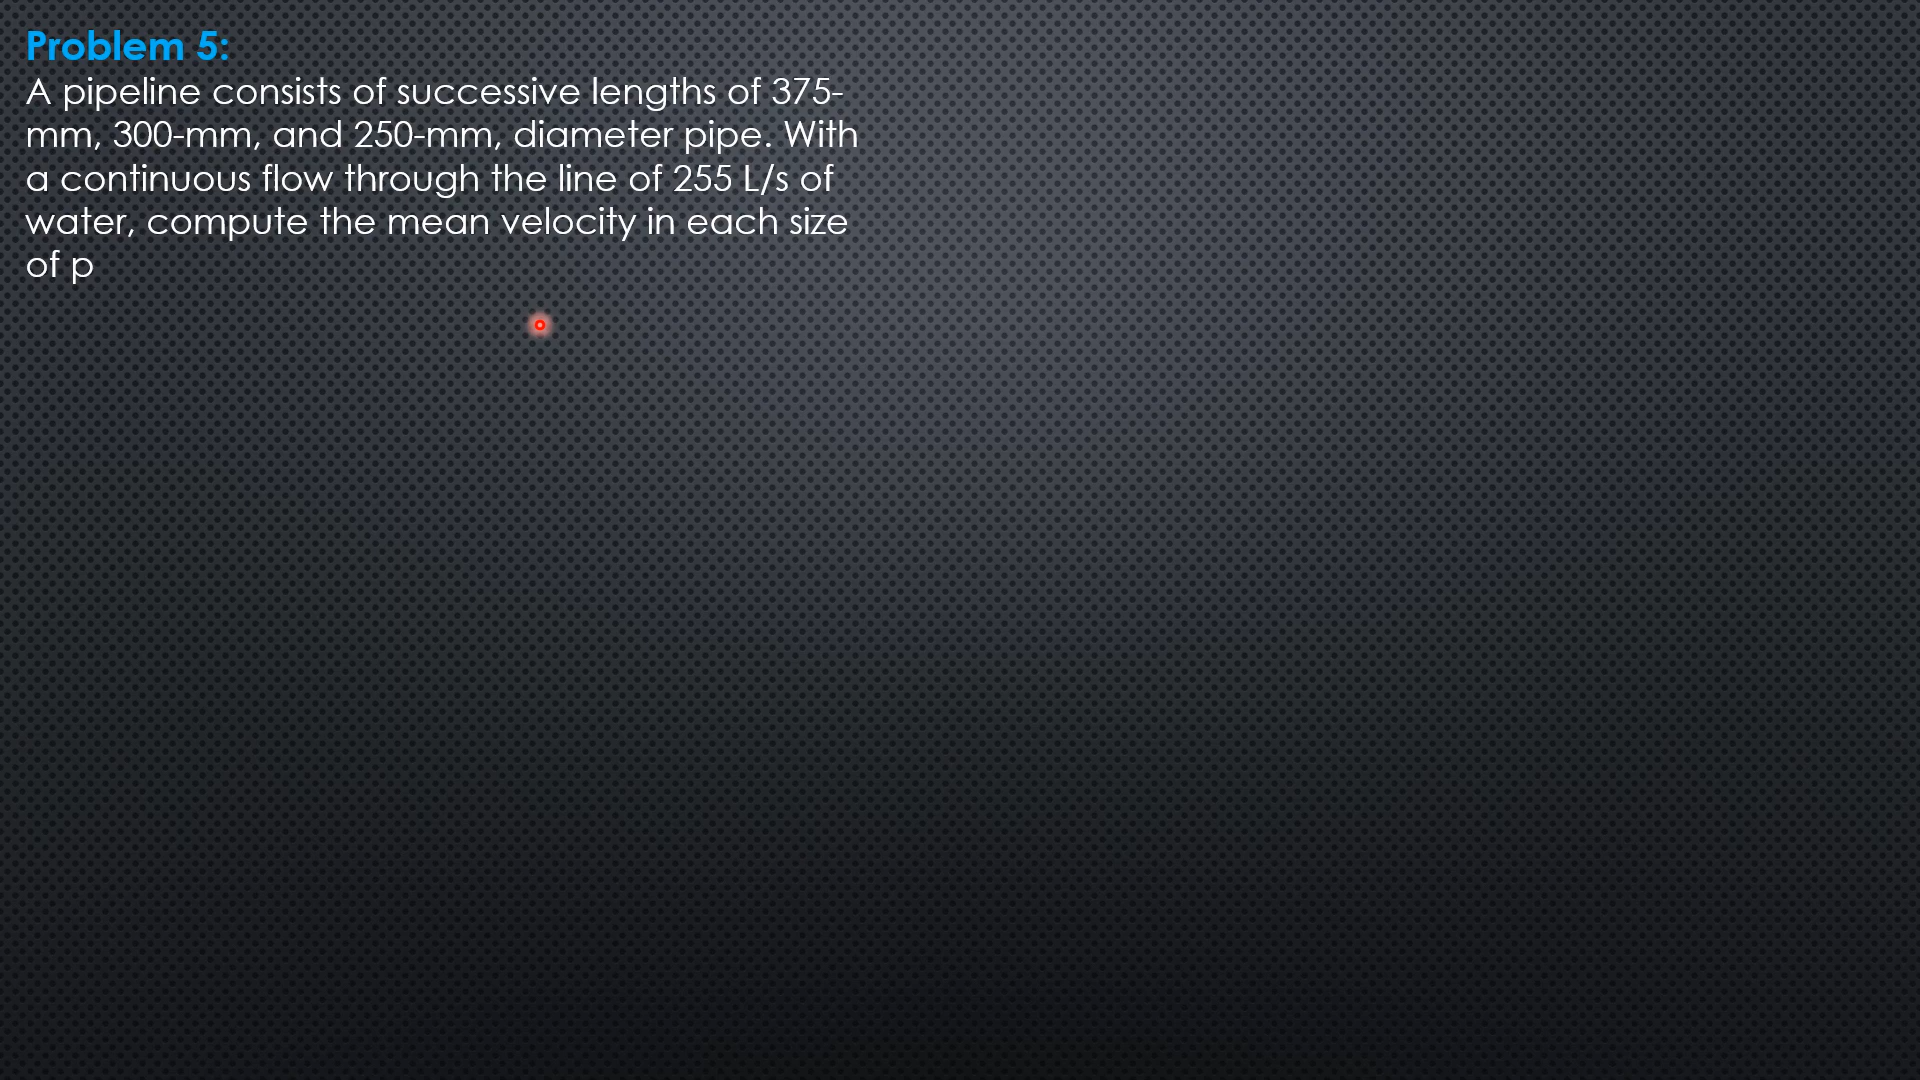 Problem 5:
A pipeline consists of successive lengths of 375-
mm, 300-mm, and 250-mm, diameter pipe. With
a continuous flow through the line of 255 L/s of
water, compute the mean velocity in each size
of p